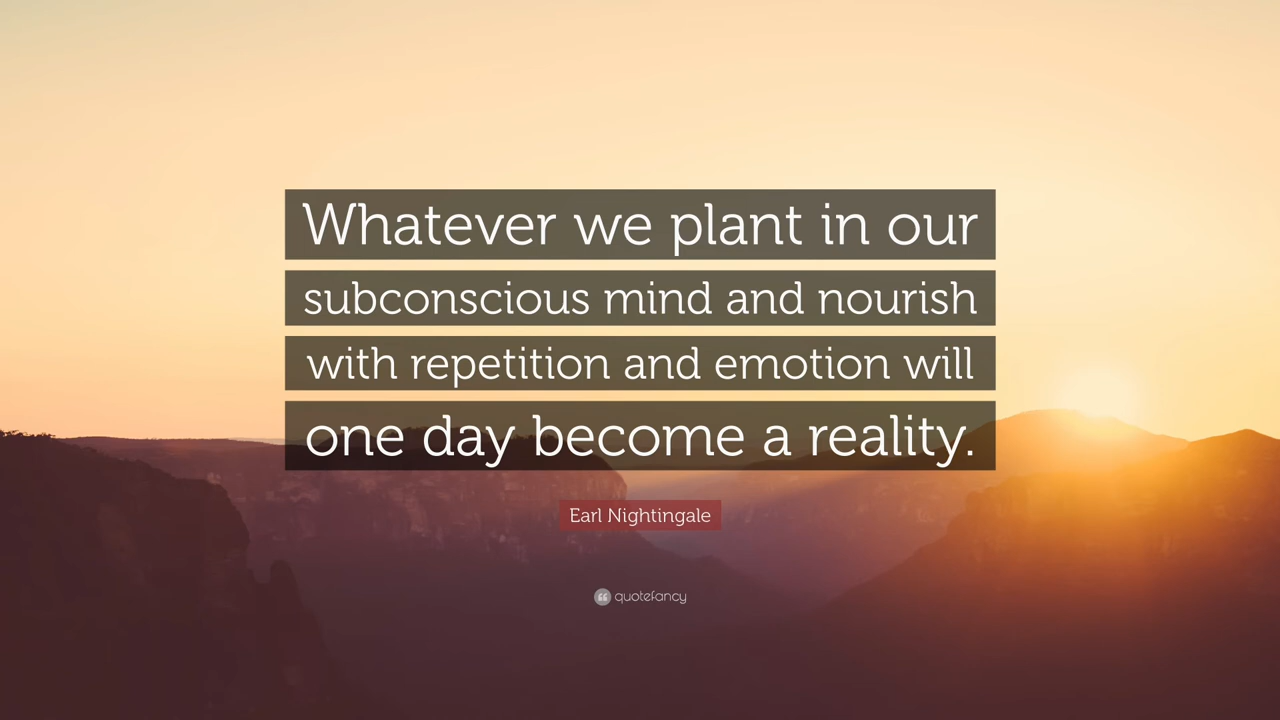 Whatever we plant in our
subconscious mind and nourish
with repetition and emotion will
one day become a reality.
Earl Nightingale
quotefancy